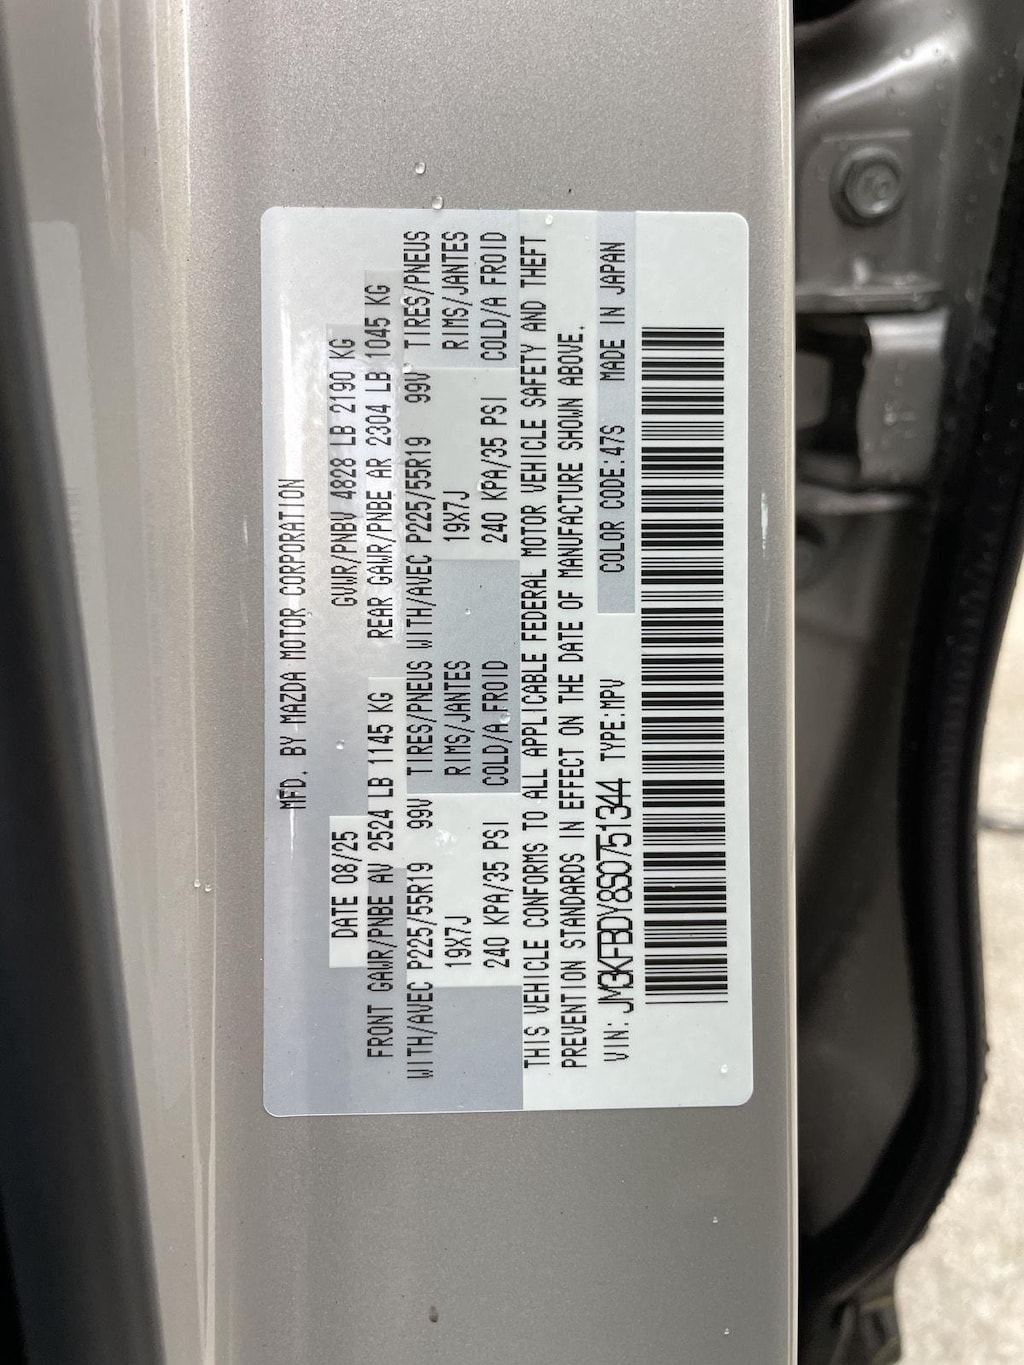 MFD. BY MAZDA MOTOR CORPORATION
DATE 08/25 GVWR/PNBV 4828 LB 2190 KG
FRONT GAWR/PNBE AV 2524 LB 1145 KG REAR GAWR/PNBE AR 2304 LB 1045 KG
WITH/AVEC P225/55R19 99V TIRES/PNEUS WITH/AVEC P225/55R19 99V TIRES/PNEUS
19X7J RIMS/JANTES 19X7J RIMS/JANTES
240 KPA/35 PSI COLD/A FROID 240 KPA/35 PSI COLD/A FROID
THIS VEHICLE CONFORMS TO ALL APPLICABLE FEDERAL MOTOR VEHICLE SAFETY AND THEFT
PREVENTION STANDARDS IN EFFECT ON THE DATE OF MANUFACTURE SHOWN ABOVE.
VIN: JM3KFBDY8S0751344 TYPE:MPV COLOR CODE:47S MADE IN JAPAN